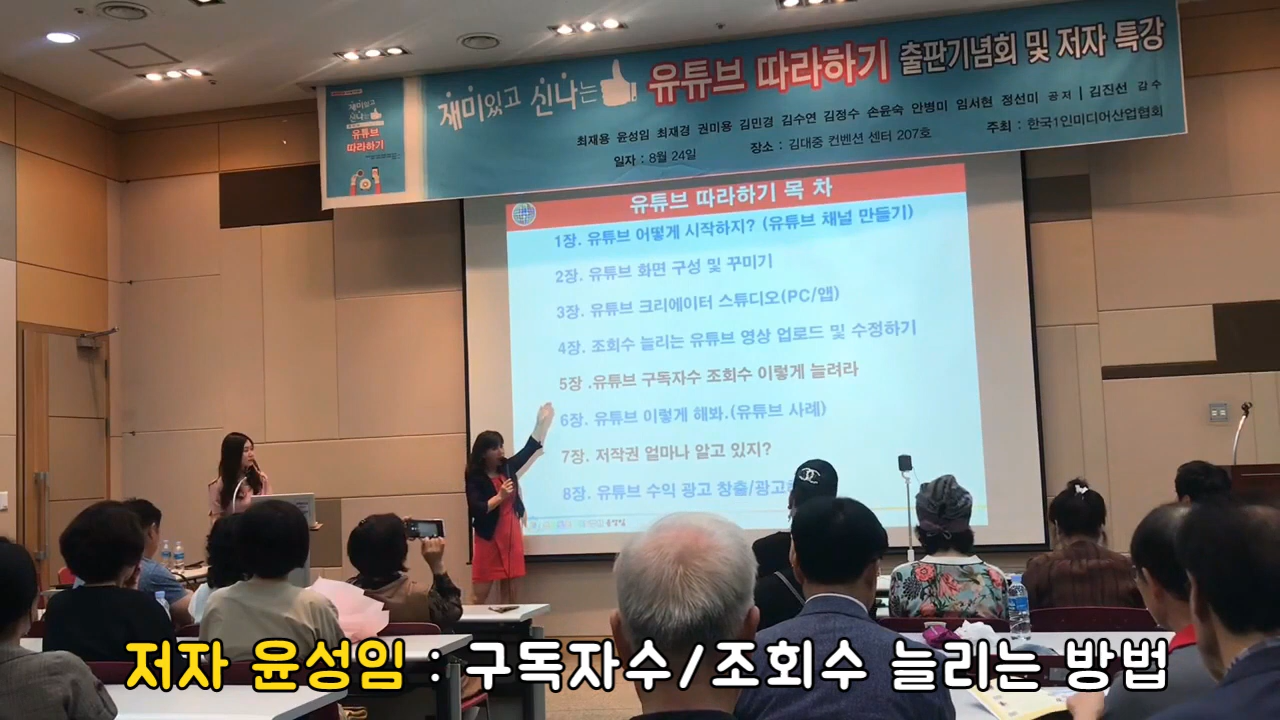 재미있고 신나는 유튜브 따라하기 출판기념회 및 저자 특강
최재용 윤성임 최재경 권미용 김민경 김수연 김정수 손윤숙 안병미 임서현 정선미 공저 | 김진선 감수
일자 : 8월 24일 장소 : 김대중 컨벤션 센터 207호 주최 : 한국1인미디어산업협회
재미있고
신나는
유튜브
따라하기
유튜브 따라하기 목 차
1장. 유튜브 어떻게 시작하지? (유튜브 채널 만들기)
2장. 유튜브 화면 구성 및 꾸미기
3장. 유튜브 크리에이터 스튜디오(PC/앱)
4장. 조회수 늘리는 유튜브 영상 업로드 및 수정하기
5장 .유튜브 구독자수 조회수 이렇게 늘려라
6장. 유튜브 이렇게 해봐.(유튜브 사례)
7장. 저작권 얼마나 알고 있지?
8장. 유튜브 수익 광고 창출/광고
저자 윤성임 : 구독자수/조회수 늘리는 방법